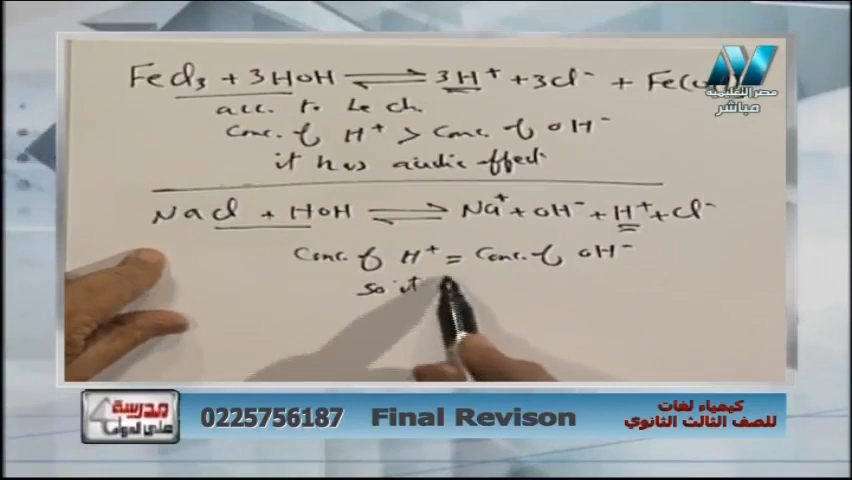 FeCl₃ + 3HOH ⇌ 3H⁺ + 3Cl⁻ + Fe(OH)
acc. to Le ch.
Conc. of H⁺ > Conc. of OH⁻
it has acidic effect
NaCl + HOH ⇌ Na⁺ + OH⁻ + H⁺ + Cl⁻
Conc. of H⁺ = Conc. of OH⁻
so it
مصر التعليمية
مباشر
مدرسة
على الهواء
0225756187 Final Revison
كيمياء لغات
للصف الثالث الثانوي